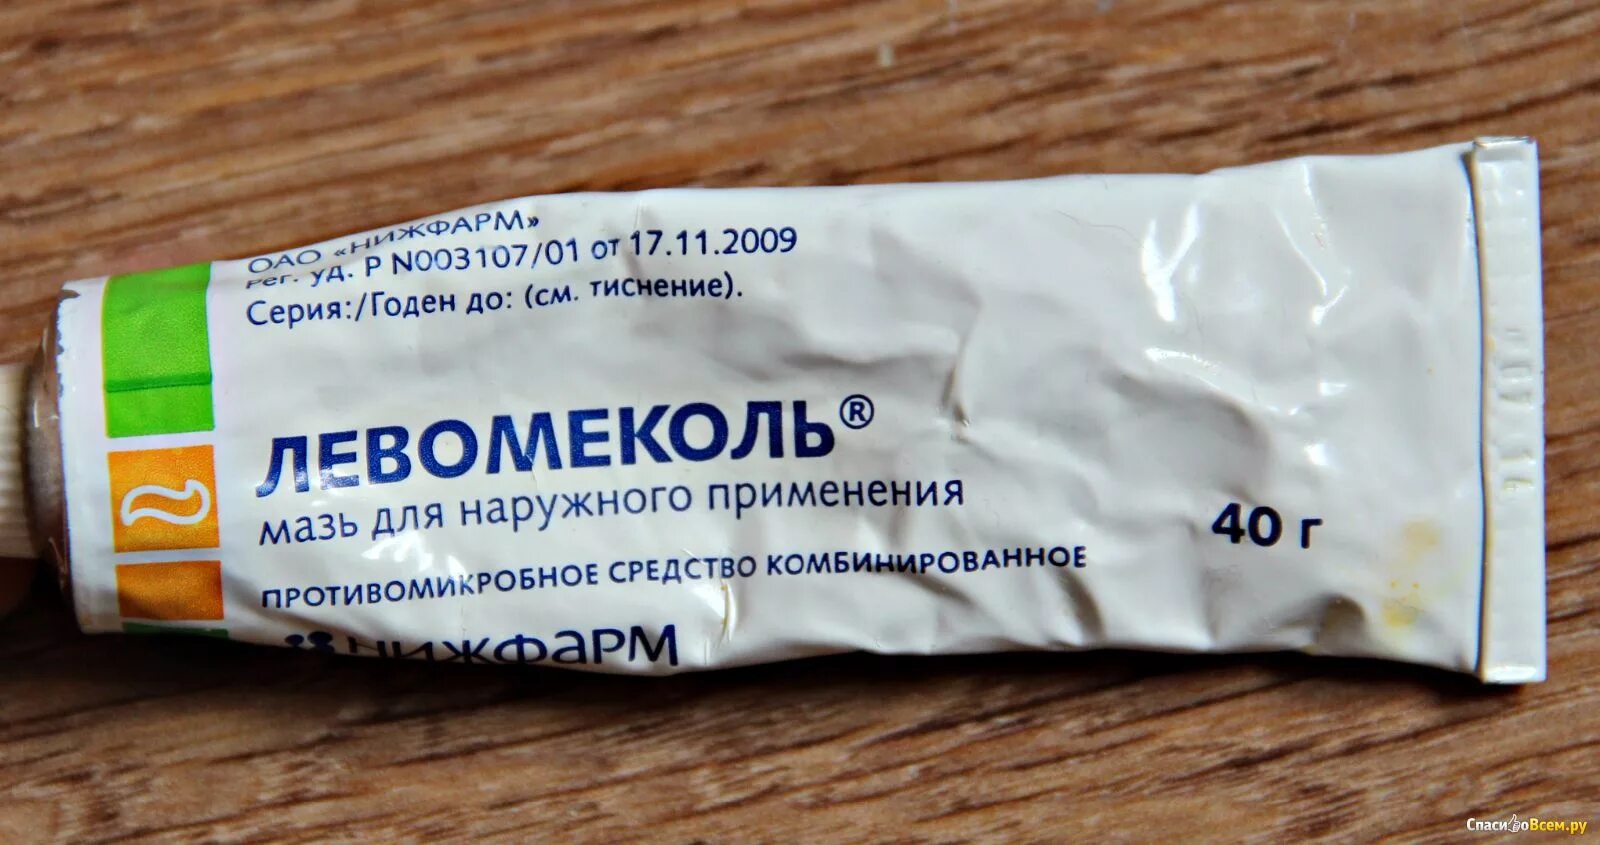 ОАО «НИЖФАРМ»
Рег. уд. Р N003107/01 от 17.11.2009
Серия:/Годен до: (см. тиснение).
ЛЕВОМЕКОЛЬ®
мазь для наружного применения
40 г
ПРОТИВОМИКРОБНОЕ СРЕДСТВО КОМБИНИРОВАННОЕ
НИЖФАРМ
СпасибоВсем.ру